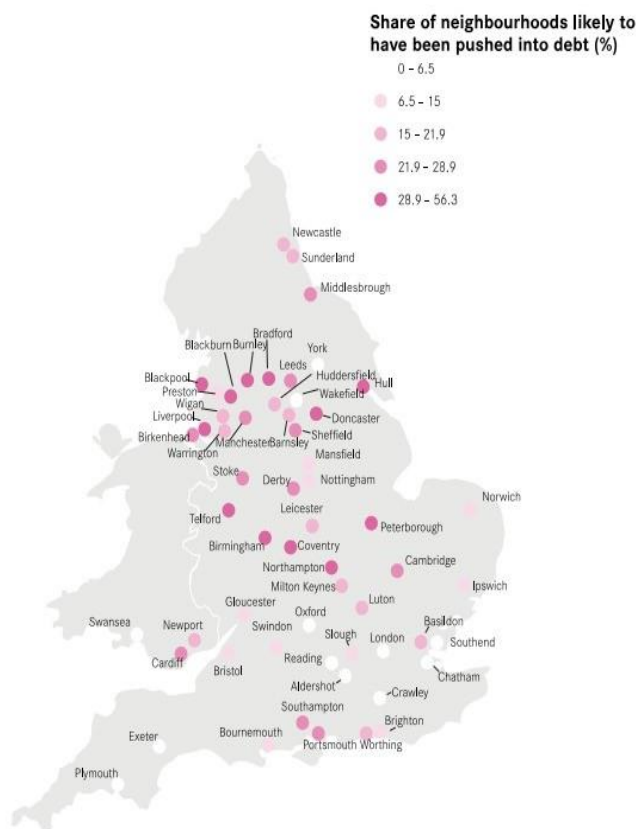 Share of neighbourhoods likely to
have been pushed into debt (%)
0 – 6.5
6.5 – 15
15 – 21.9
21.9 – 28.9
28.9 – 56.3
Newcastle
Sunderland
Middlesbrough
Bradford
Blackburn Burnley
York
Leeds
Huddersfield
Blackpool
Hull
Preston
Wakefield
Wigan
Liverpool
Doncaster
Birkenhead
Manchester Barnsley Sheffield
Warrington
Mansfield
Stoke
Derby
Nottingham
Norwich
Leicester
Telford
Peterborough
Birmingham
Coventry
Northampton
Cambridge
Milton Keynes
Ipswich
Luton
Gloucester
Oxford
Basildon
Swansea
Newport
Swindon
Slough
London
Southend
Cardiff
Bristol
Reading
Chatham
Aldershot
Crawley
Southampton
Brighton
Bournemouth
Exeter
Portsmouth Worthing
Plymouth